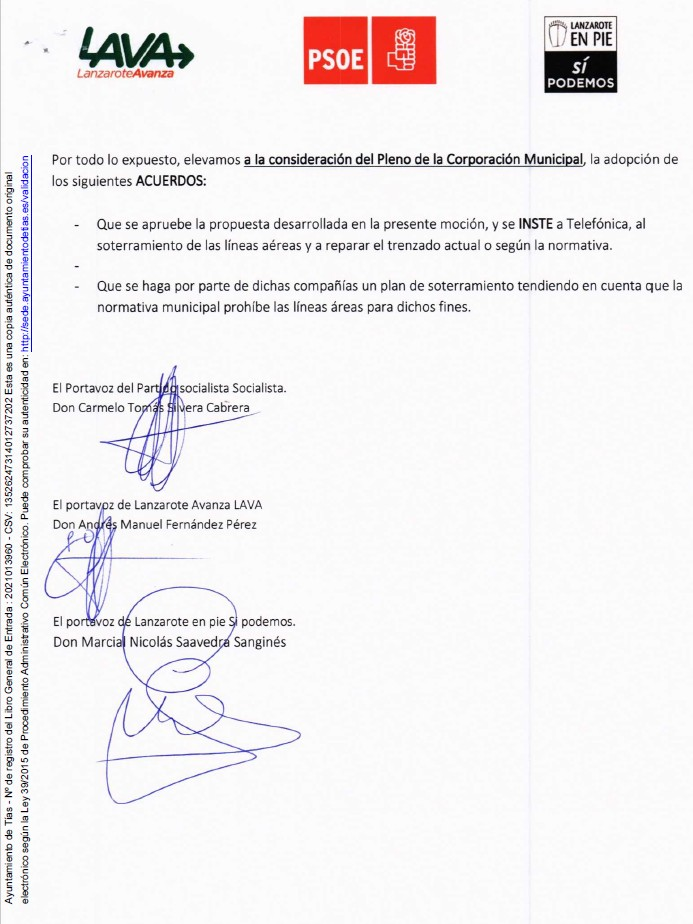 LAVA
LanzaroteAvanza
PSOE
LANZAROTE
EN PIE
SÍ
PODEMOS
Por todo lo expuesto, elevamos a la consideración del Pleno de la Corporación Municipal, la adopción de
los siguientes ACUERDOS:
- Que se apruebe la propuesta desarrollada en la presente moción, y se INSTE a Telefónica, al
soterramiento de las líneas aéreas y a reparar el trenzado actual o según la normativa.
-
- Que se haga por parte de dichas compañías un plan de soterramiento tendiendo en cuenta que la
normativa municipal prohíbe las líneas áreas para dichos fines.
El Portavoz del Partido socialista Socialista.
Don Carmelo Tomás Silvera Cabrera
El portavoz de Lanzarote Avanza LAVA
Don Andrés Manuel Fernández Pérez
PO
El portavoz de Lanzarote en pie Si podemos.
Don Marcial Nicolás Saavedra Sanginés
Ayuntamiento de Tías - Nº de registro del Libro General de Entrada : 2021013960 - CSV: 13526247314012737202 Esta es una copia auténtica de documento original
electrónico según la Ley 39/2015 de Procedimiento Administrativo Común Electrónico. Puede comprobar su autenticidad en: http://sede.ayuntamientodetias.es/validacion